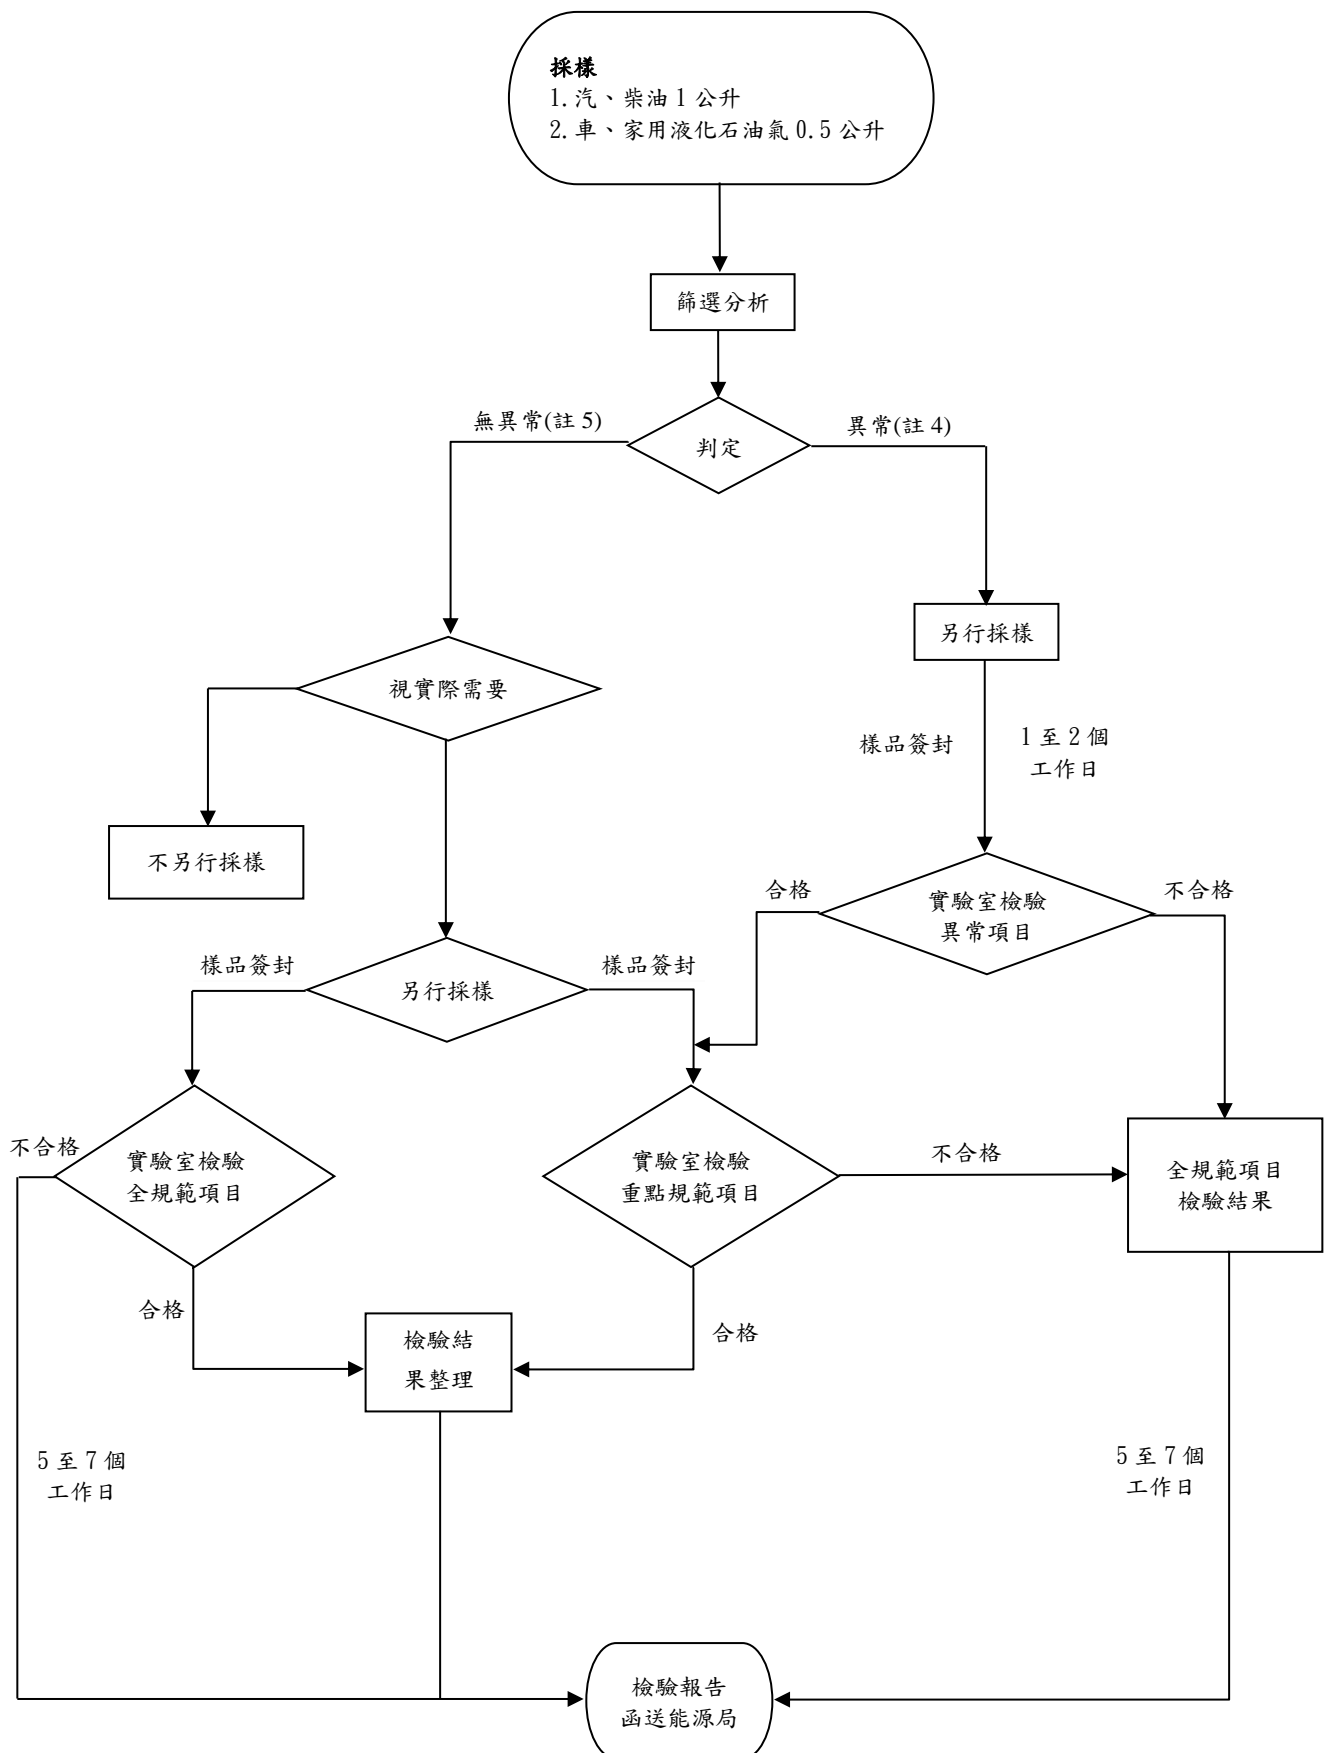 採樣
1.汽、柴油 1 公升
2.車、家用液化石油氣 0.5 公升
篩選分析
無異常(註 5)
判定
異常(註 4)
另行採樣
視實際需要
樣品簽封
1 至 2 個
工作日
不另行採樣
合格
實驗室檢驗
異常項目
不合格
樣品簽封
另行採樣
樣品簽封
不合格
實驗室檢驗
全規範項目
實驗室檢驗
重點規範項目
不合格
全規範項目
檢驗結果
合格
檢驗結
果整理
合格
5 至 7 個
工作日
5 至 7 個
工作日
檢驗報告
函送能源局